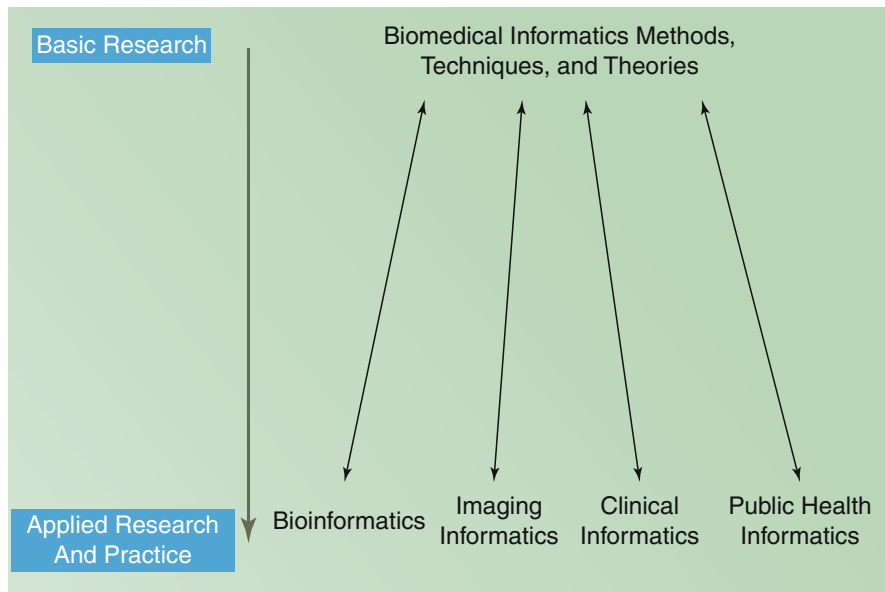 Basic Research
Biomedical Informatics Methods,
Techniques, and Theories
Applied Research
And Practice
Bioinformatics
Imaging
Informatics
Clinical
Informatics
Public Health
Informatics